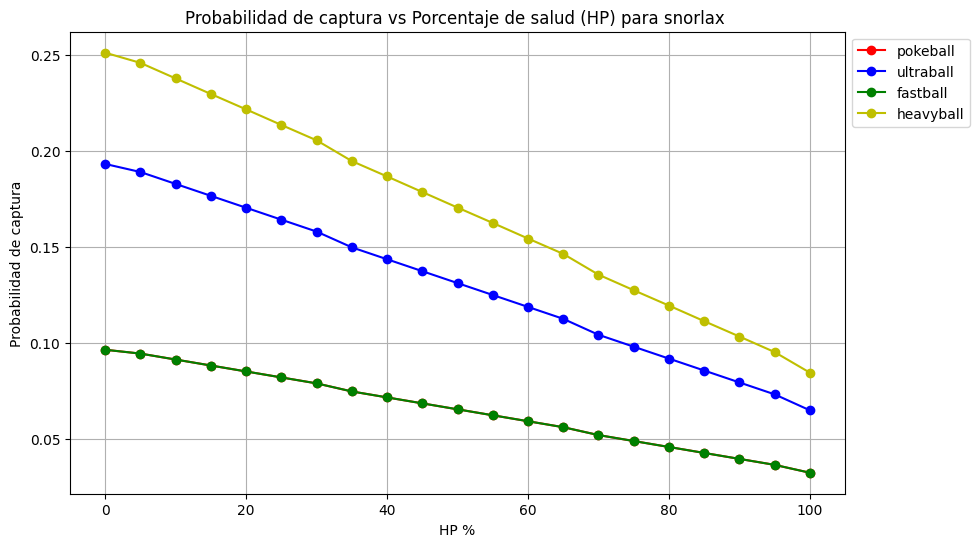 Probabilidad de captura vs Porcentaje de salud (HP) para snorlax
pokeball
ultraball
fastball
heavyball
Probabilidad de captura
0.25
0.20
0.15
0.10
0.05
0 20 40 60 80 100
HP %